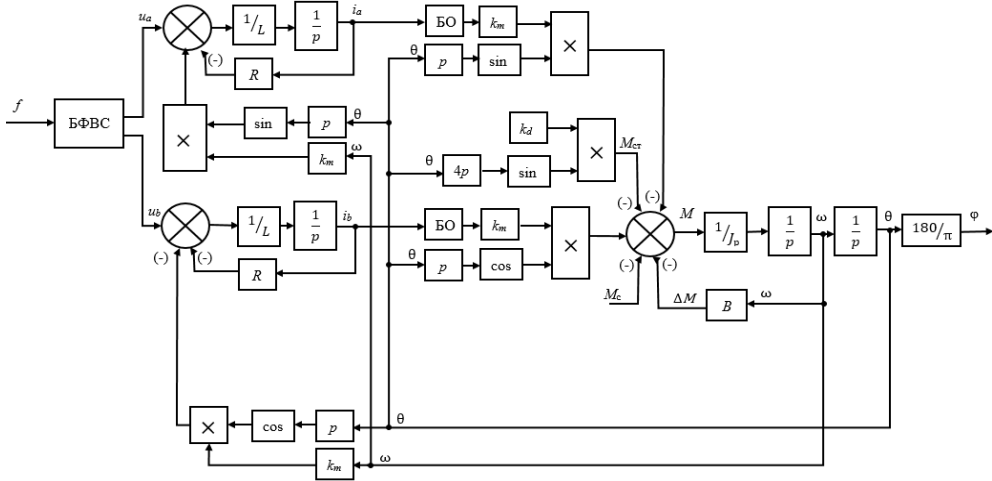 u_a
1/L
1/p
i_a
БО
k_m
×
(-)
R
θ
p
sin
f
БФВС
×
sin
p
θ
k_m
ω
k_d
×
M_ст
θ
4p
sin
(-)
(-)
u_b
1/L
1/p
i_b
БО
k_m
×
M
1/J_p
1/p
ω
1/p
θ
180/π
φ
(-)
(-)
R
θ
p
cos
(-)
(-)
M_c
ΔM
B
ω
×
cos
p
θ
k_m
ω